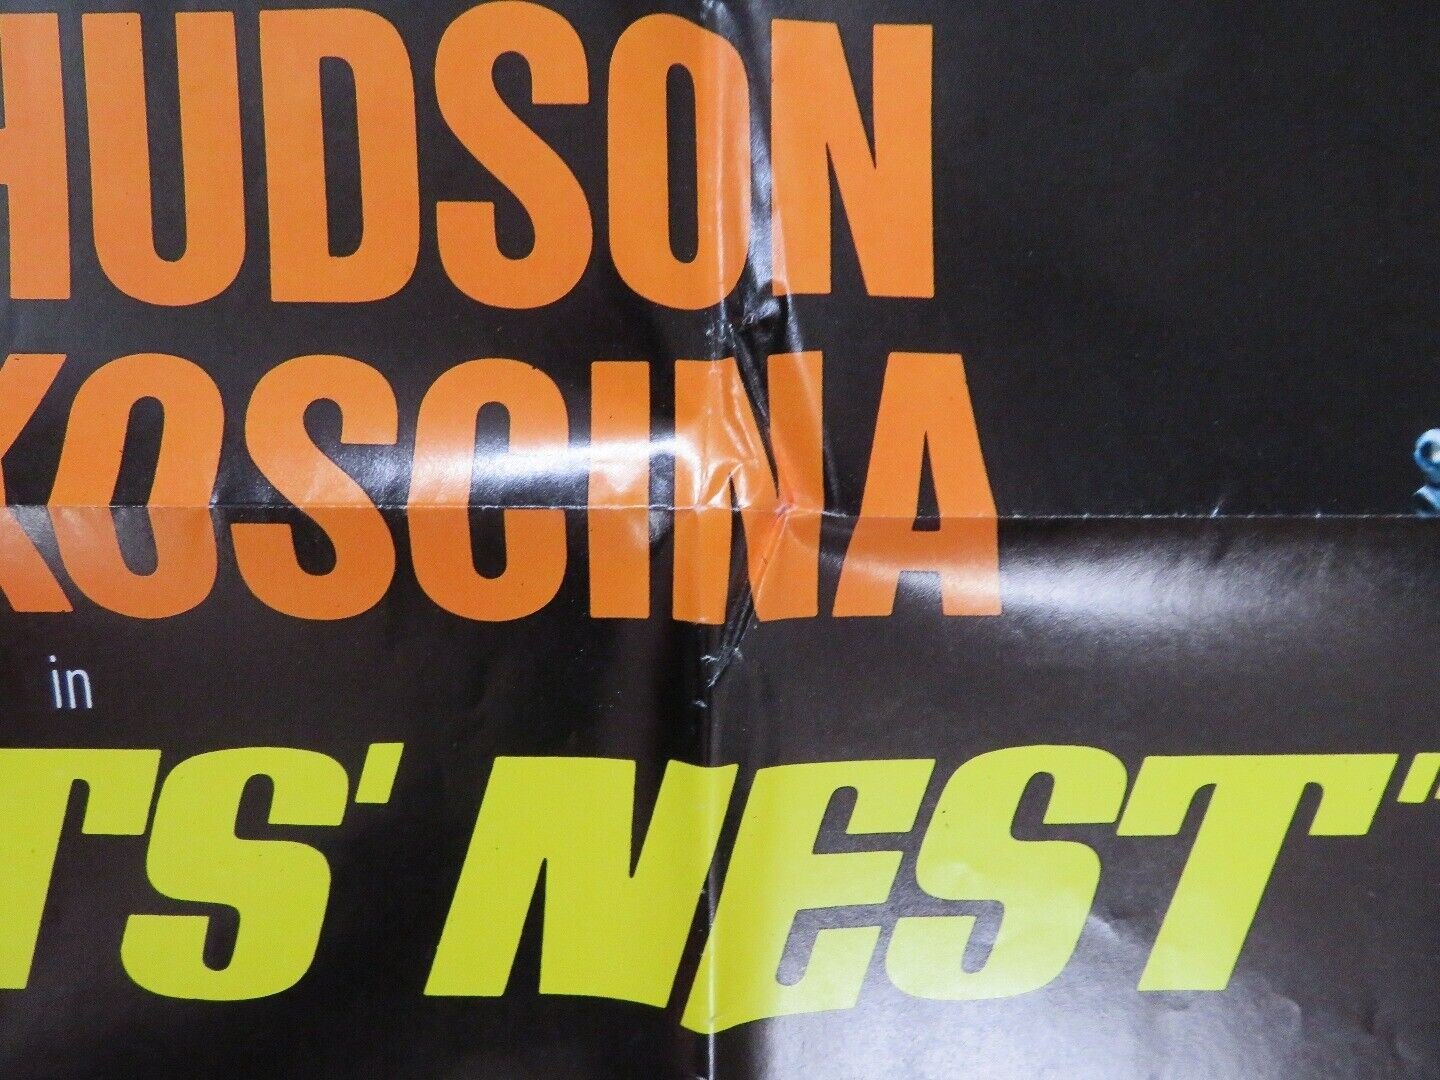 HUDSON
KOSCINA
in
TS' NEST"